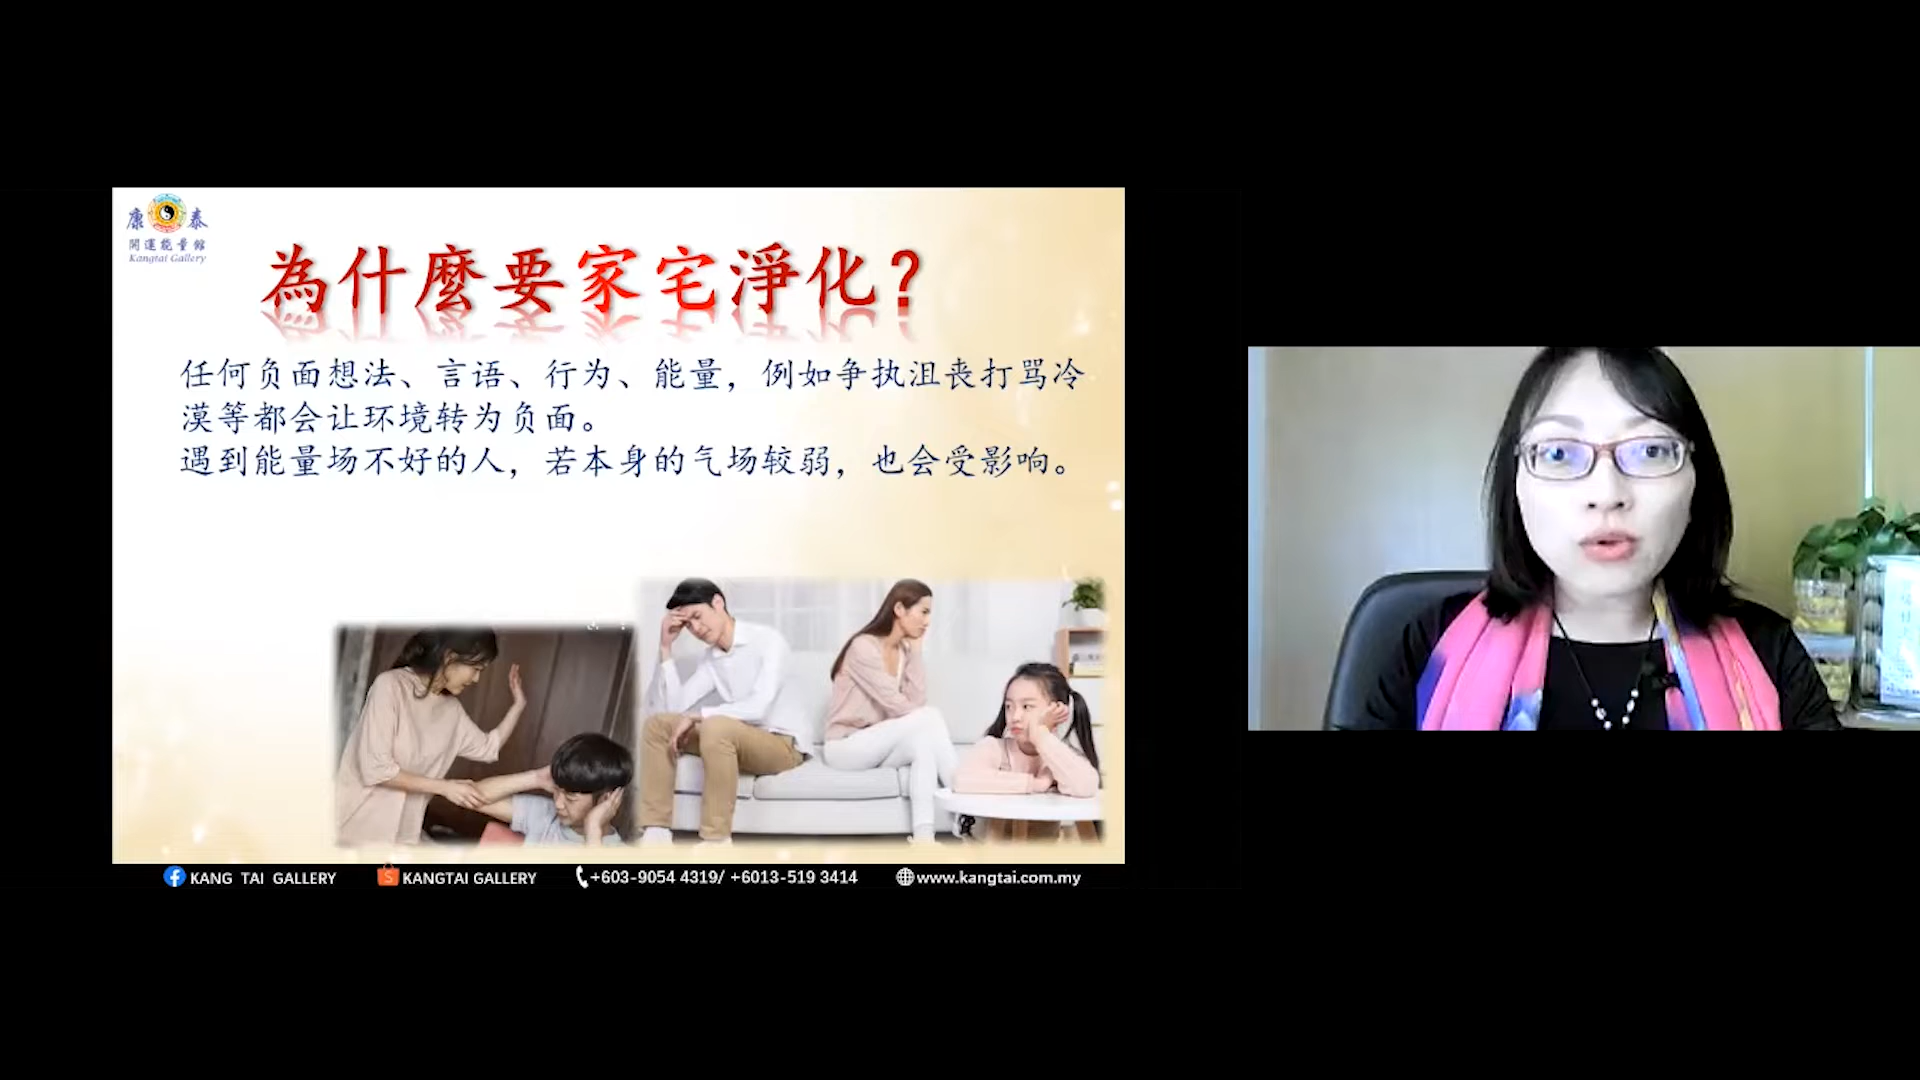 康泰
開運能量館
Kangtai Gallery
為什麼要家宅淨化？
任何负面想法、言语、行为、能量，例如争执沮丧打骂冷
漠等都会让环境转为负面。
遇到能量场不好的人，若本身的气场较弱，也会受影响。
KANG TAI GALLERY
KANGTAI GALLERY
+603-9054 4319/ +6013-519 3414
www.kangtai.com.my